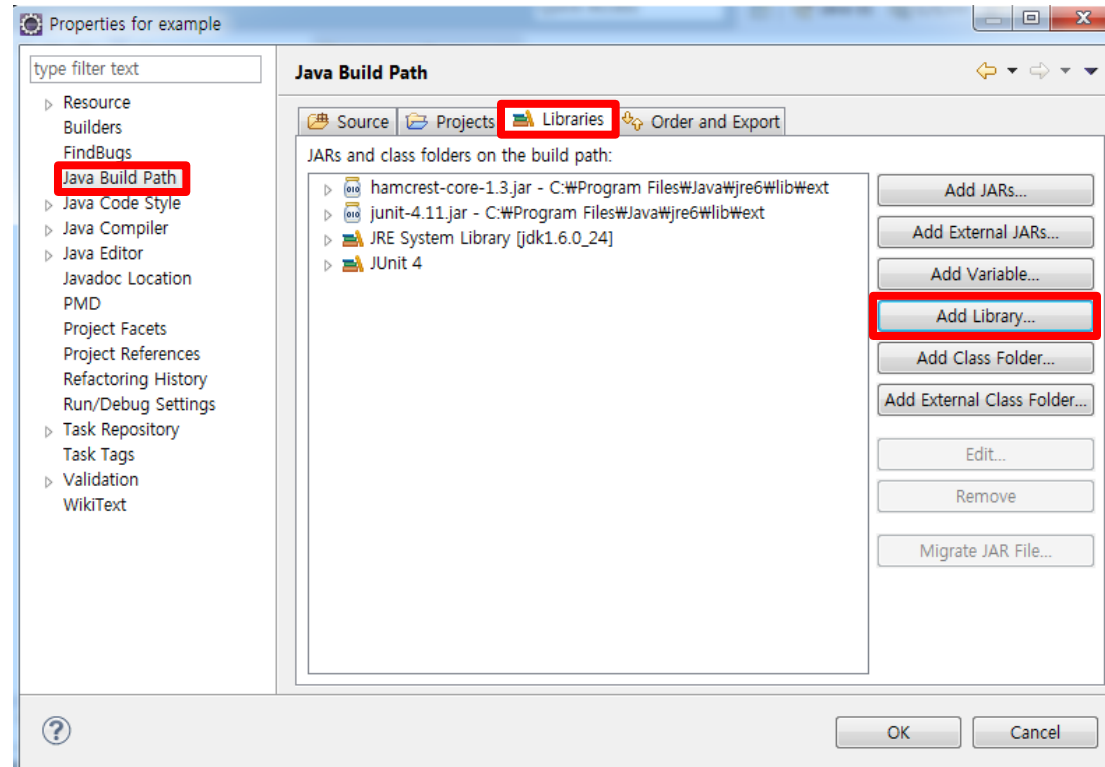 Properties for example
type filter text
Resource
Builders
FindBugs
Java Build Path
Java Code Style
Java Compiler
Java Editor
Javadoc Location
PMD
Project Facets
Project References
Refactoring History
Run/Debug Settings
Task Repository
Task Tags
Validation
WikiText
Java Build Path
Source Projects Libraries Order and Export
JARs and class folders on the build path:
hamcrest-core-1.3.jar - C:₩Program Files₩Java₩jre6₩lib₩ext
junit-4.11.jar - C:₩Program Files₩Java₩jre6₩lib₩ext
JRE System Library [jdk1.6.0_24]
JUnit 4
Add JARs...
Add External JARs...
Add Variable...
Add Library...
Add Class Folder...
Add External Class Folder...
Edit...
Remove
Migrate JAR File...
OK Cancel